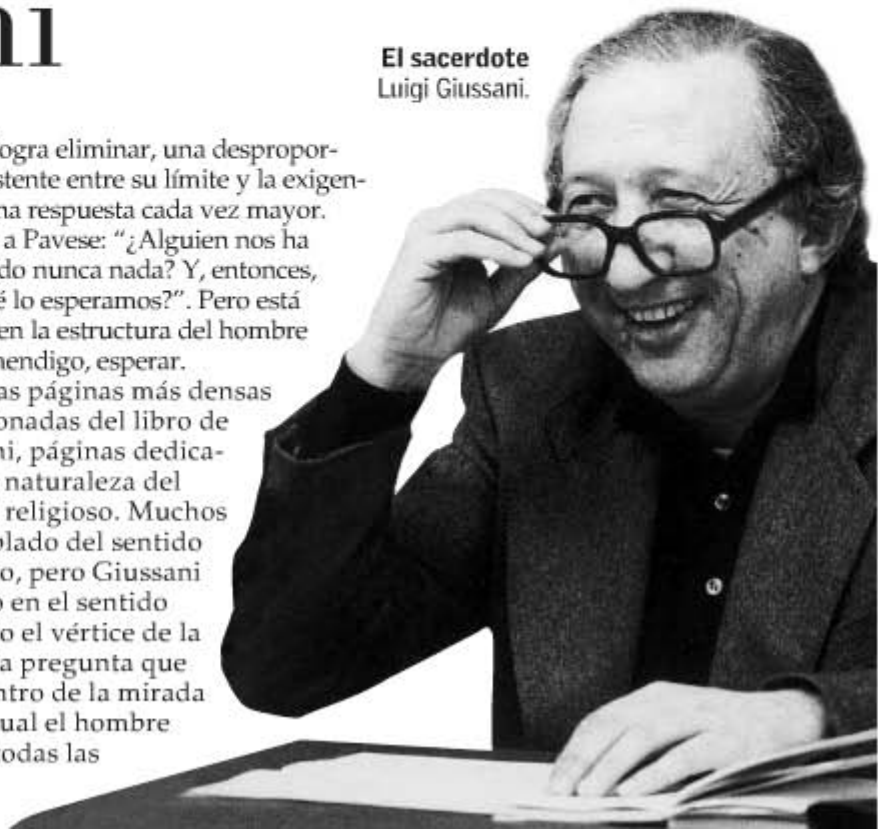 ni
El sacerdote
Luigi Giussani.
ogra eliminar, una despropor-
stente entre su límite y la exigen-
na respuesta cada vez mayor.
a Pavese: “¿Alguien nos ha
do nunca nada? Y, entonces,
é lo esperamos?”. Pero está
en la estructura del hombre
nendigo, esperar.
as páginas más densas
onadas del libro de
ni, páginas dedica-
naturaleza del
religioso. Muchos
blado del sentido
o, pero Giussani
o en el sentido
o el vértice de la
a pregunta que
ntro de la mirada
ual el hombre
odas las